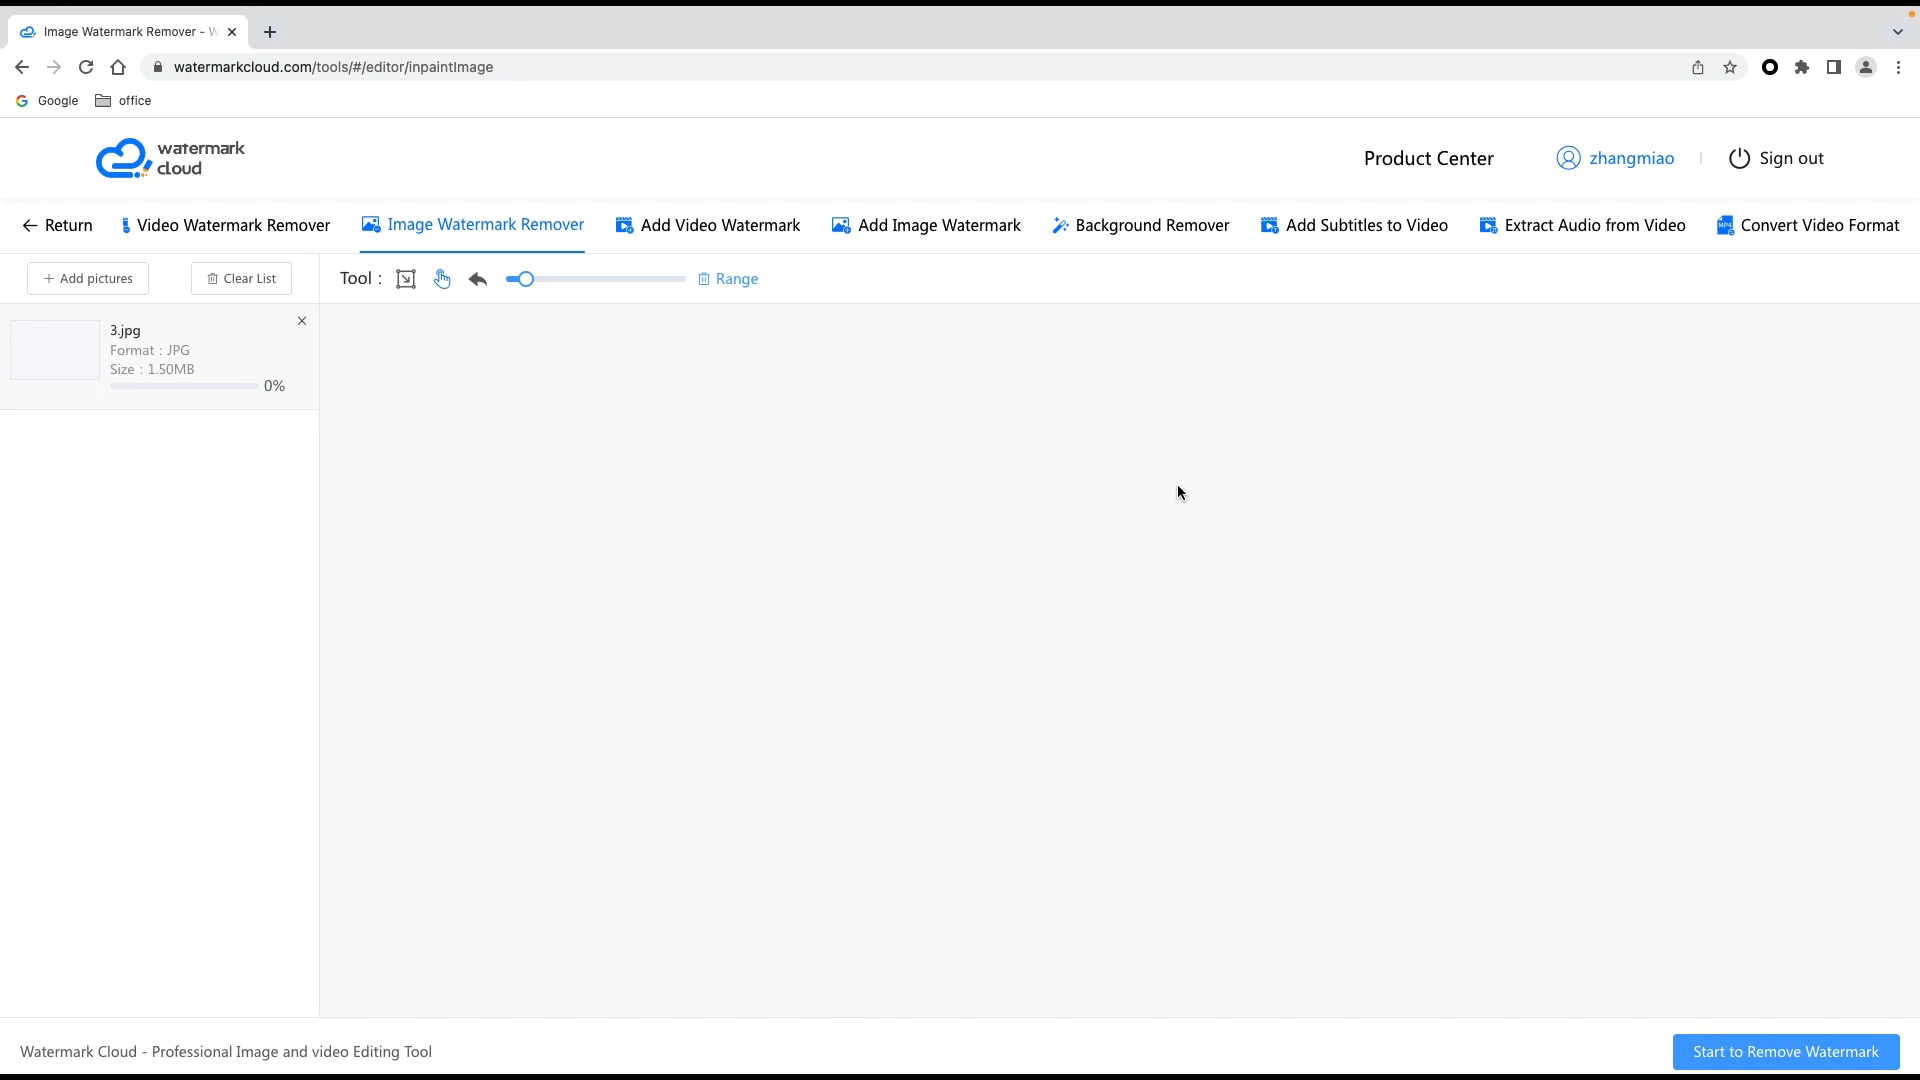 Image Watermark Remover - W
watermarkcloud.com/tools/#/editor/inpaintImage
Google office
watermark
cloud
Product Center zhangmiao Sign out
Return Video Watermark Remover Image Watermark Remover Add Video Watermark Add Image Watermark Background Remover Add Subtitles to Video Extract Audio from Video MP4 Convert Video Format
+ Add pictures Clear List Tool : Range
3.jpg
Format : JPG
Size : 1.50MB
0%
Watermark Cloud - Professional Image and video Editing Tool Start to Remove Watermark